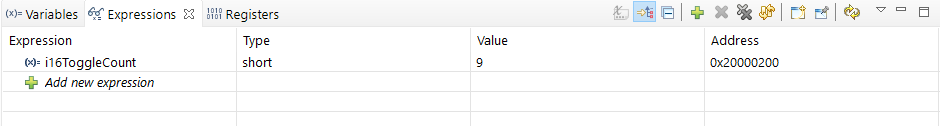 (x)= Variables Expressions Registers
Expression Type Value Address
(x)= i16ToggleCount short 9 0x20000200
Add new expression